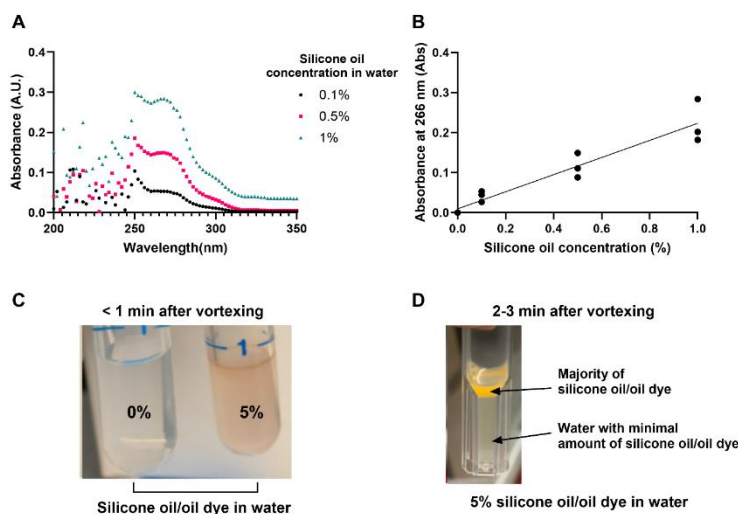 A
Absorbance (A.U.)
0.4
0.3
0.2
0.1
0.0
200
250
300
350
Wavelength(nm)
Silicone oil
concentration in water
0.1%
0.5%
1%
B
Absorbance at 266 nm (Abs)
0.4
0.3
0.2
0.1
0.0
0.0
0.2
0.4
0.6
0.8
1.0
Silicone oil concentration (%)
C
< 1 min after vortexing
1
1
0%
5%
Silicone oil/oil dye in water
D
2-3 min after vortexing
Majority of
silicone oil/oil dye
Water with minimal
amount of silicone oil/oil dye
5% silicone oil/oil dye in water